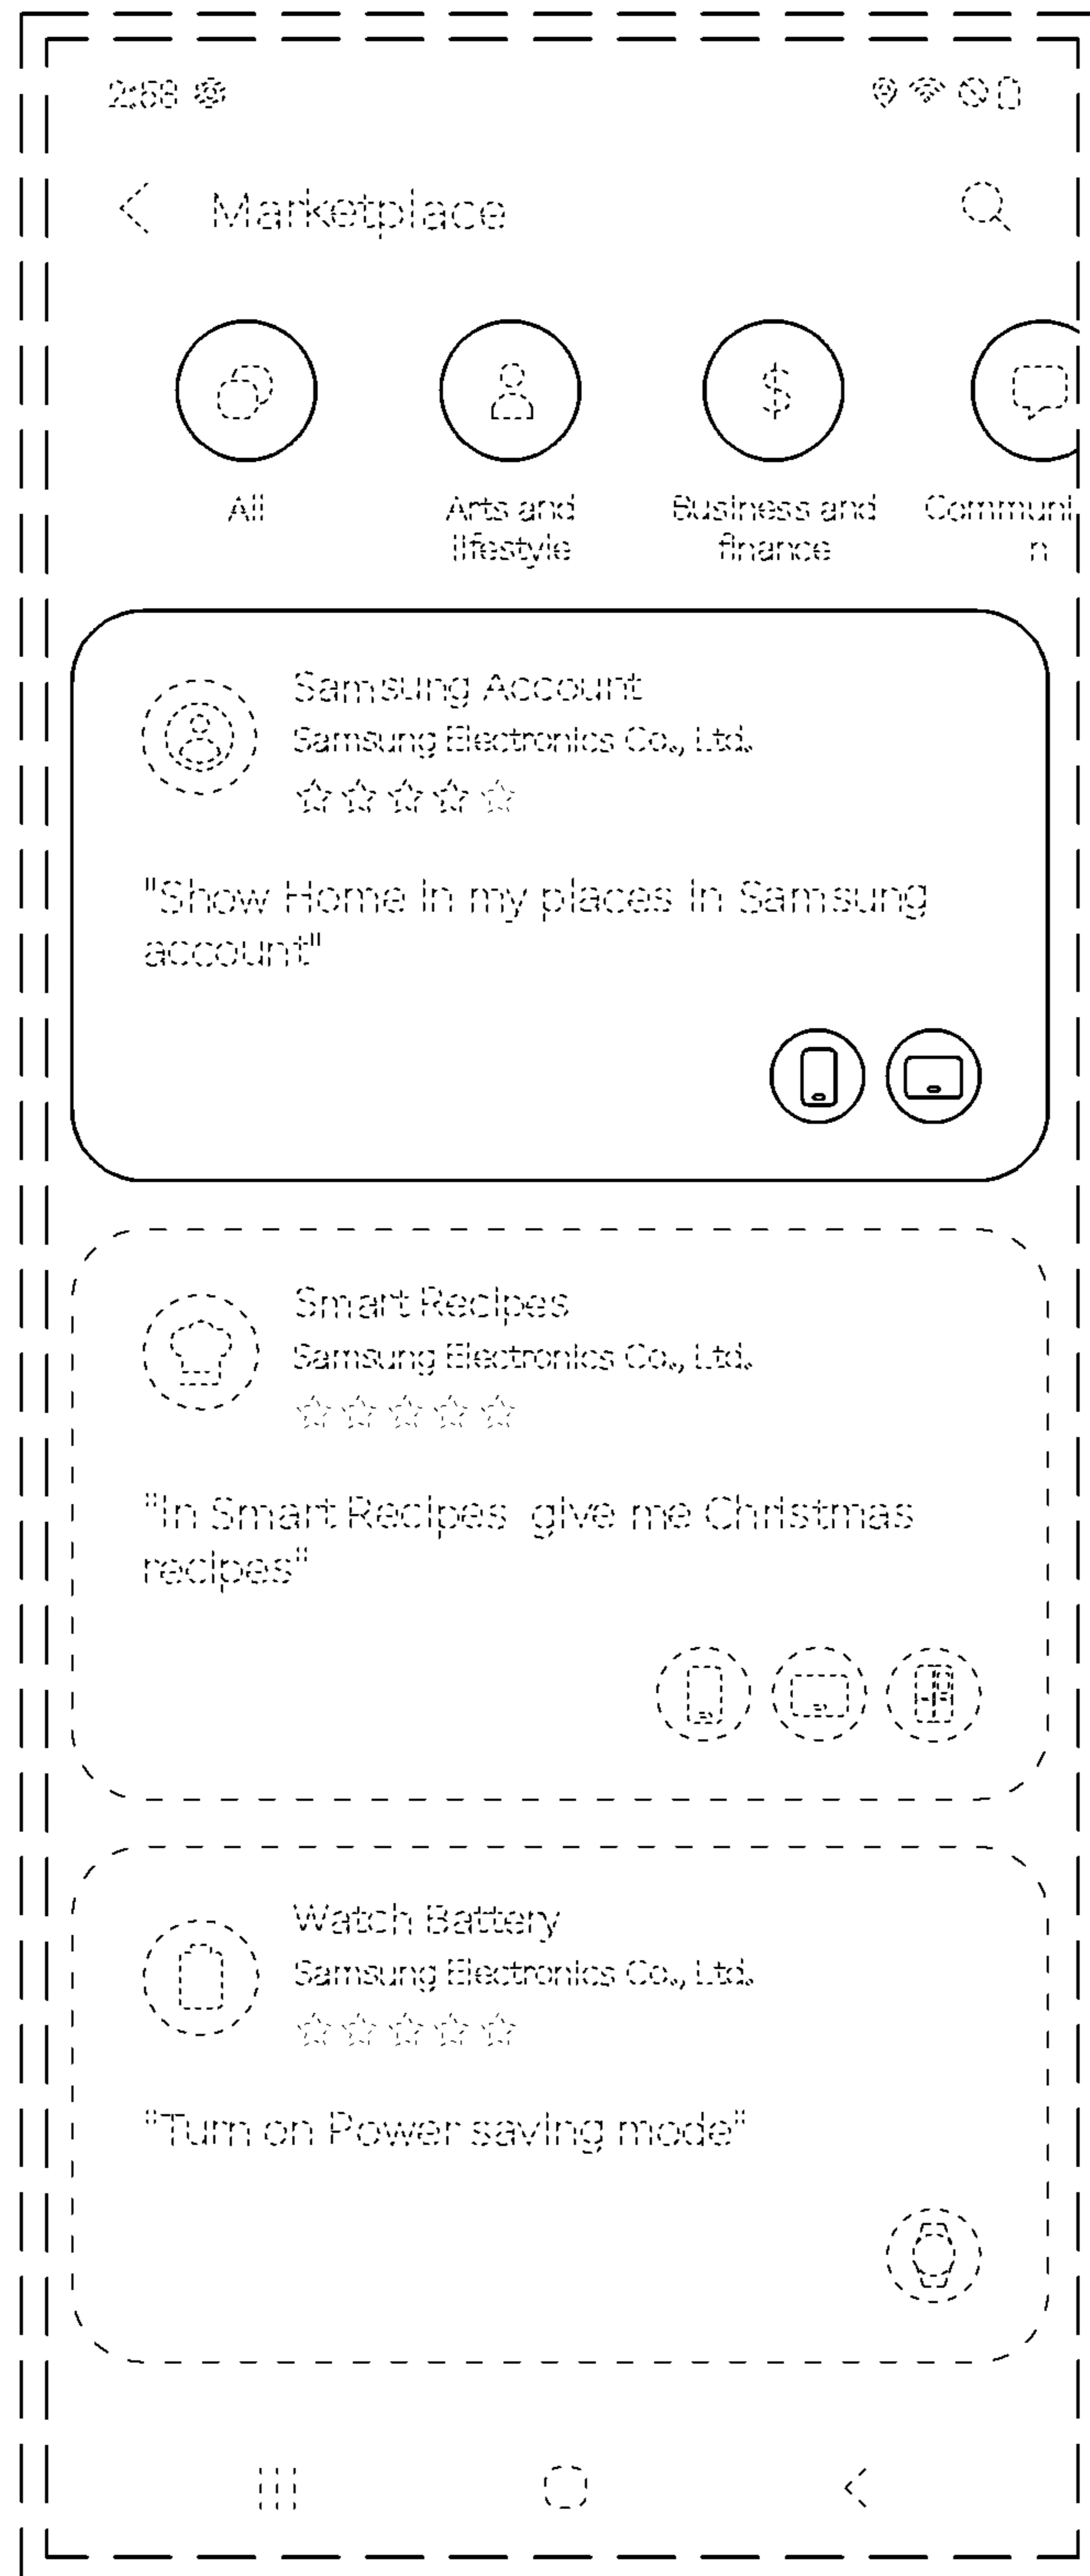 2:58
Marketplace
All
Arts and
lifestyle
Business and
finance
Communi
n
Samsung Account
Samsung Electronics Co., Ltd.
"Show Home in my places in Samsung
account"
Smart Recipes
Samsung Electronics Co., Ltd.
"In Smart Recipes give me Christmas
recipes"
Watch Battery
Samsung Electronics Co., Ltd.
"Turn on Power saving mode"